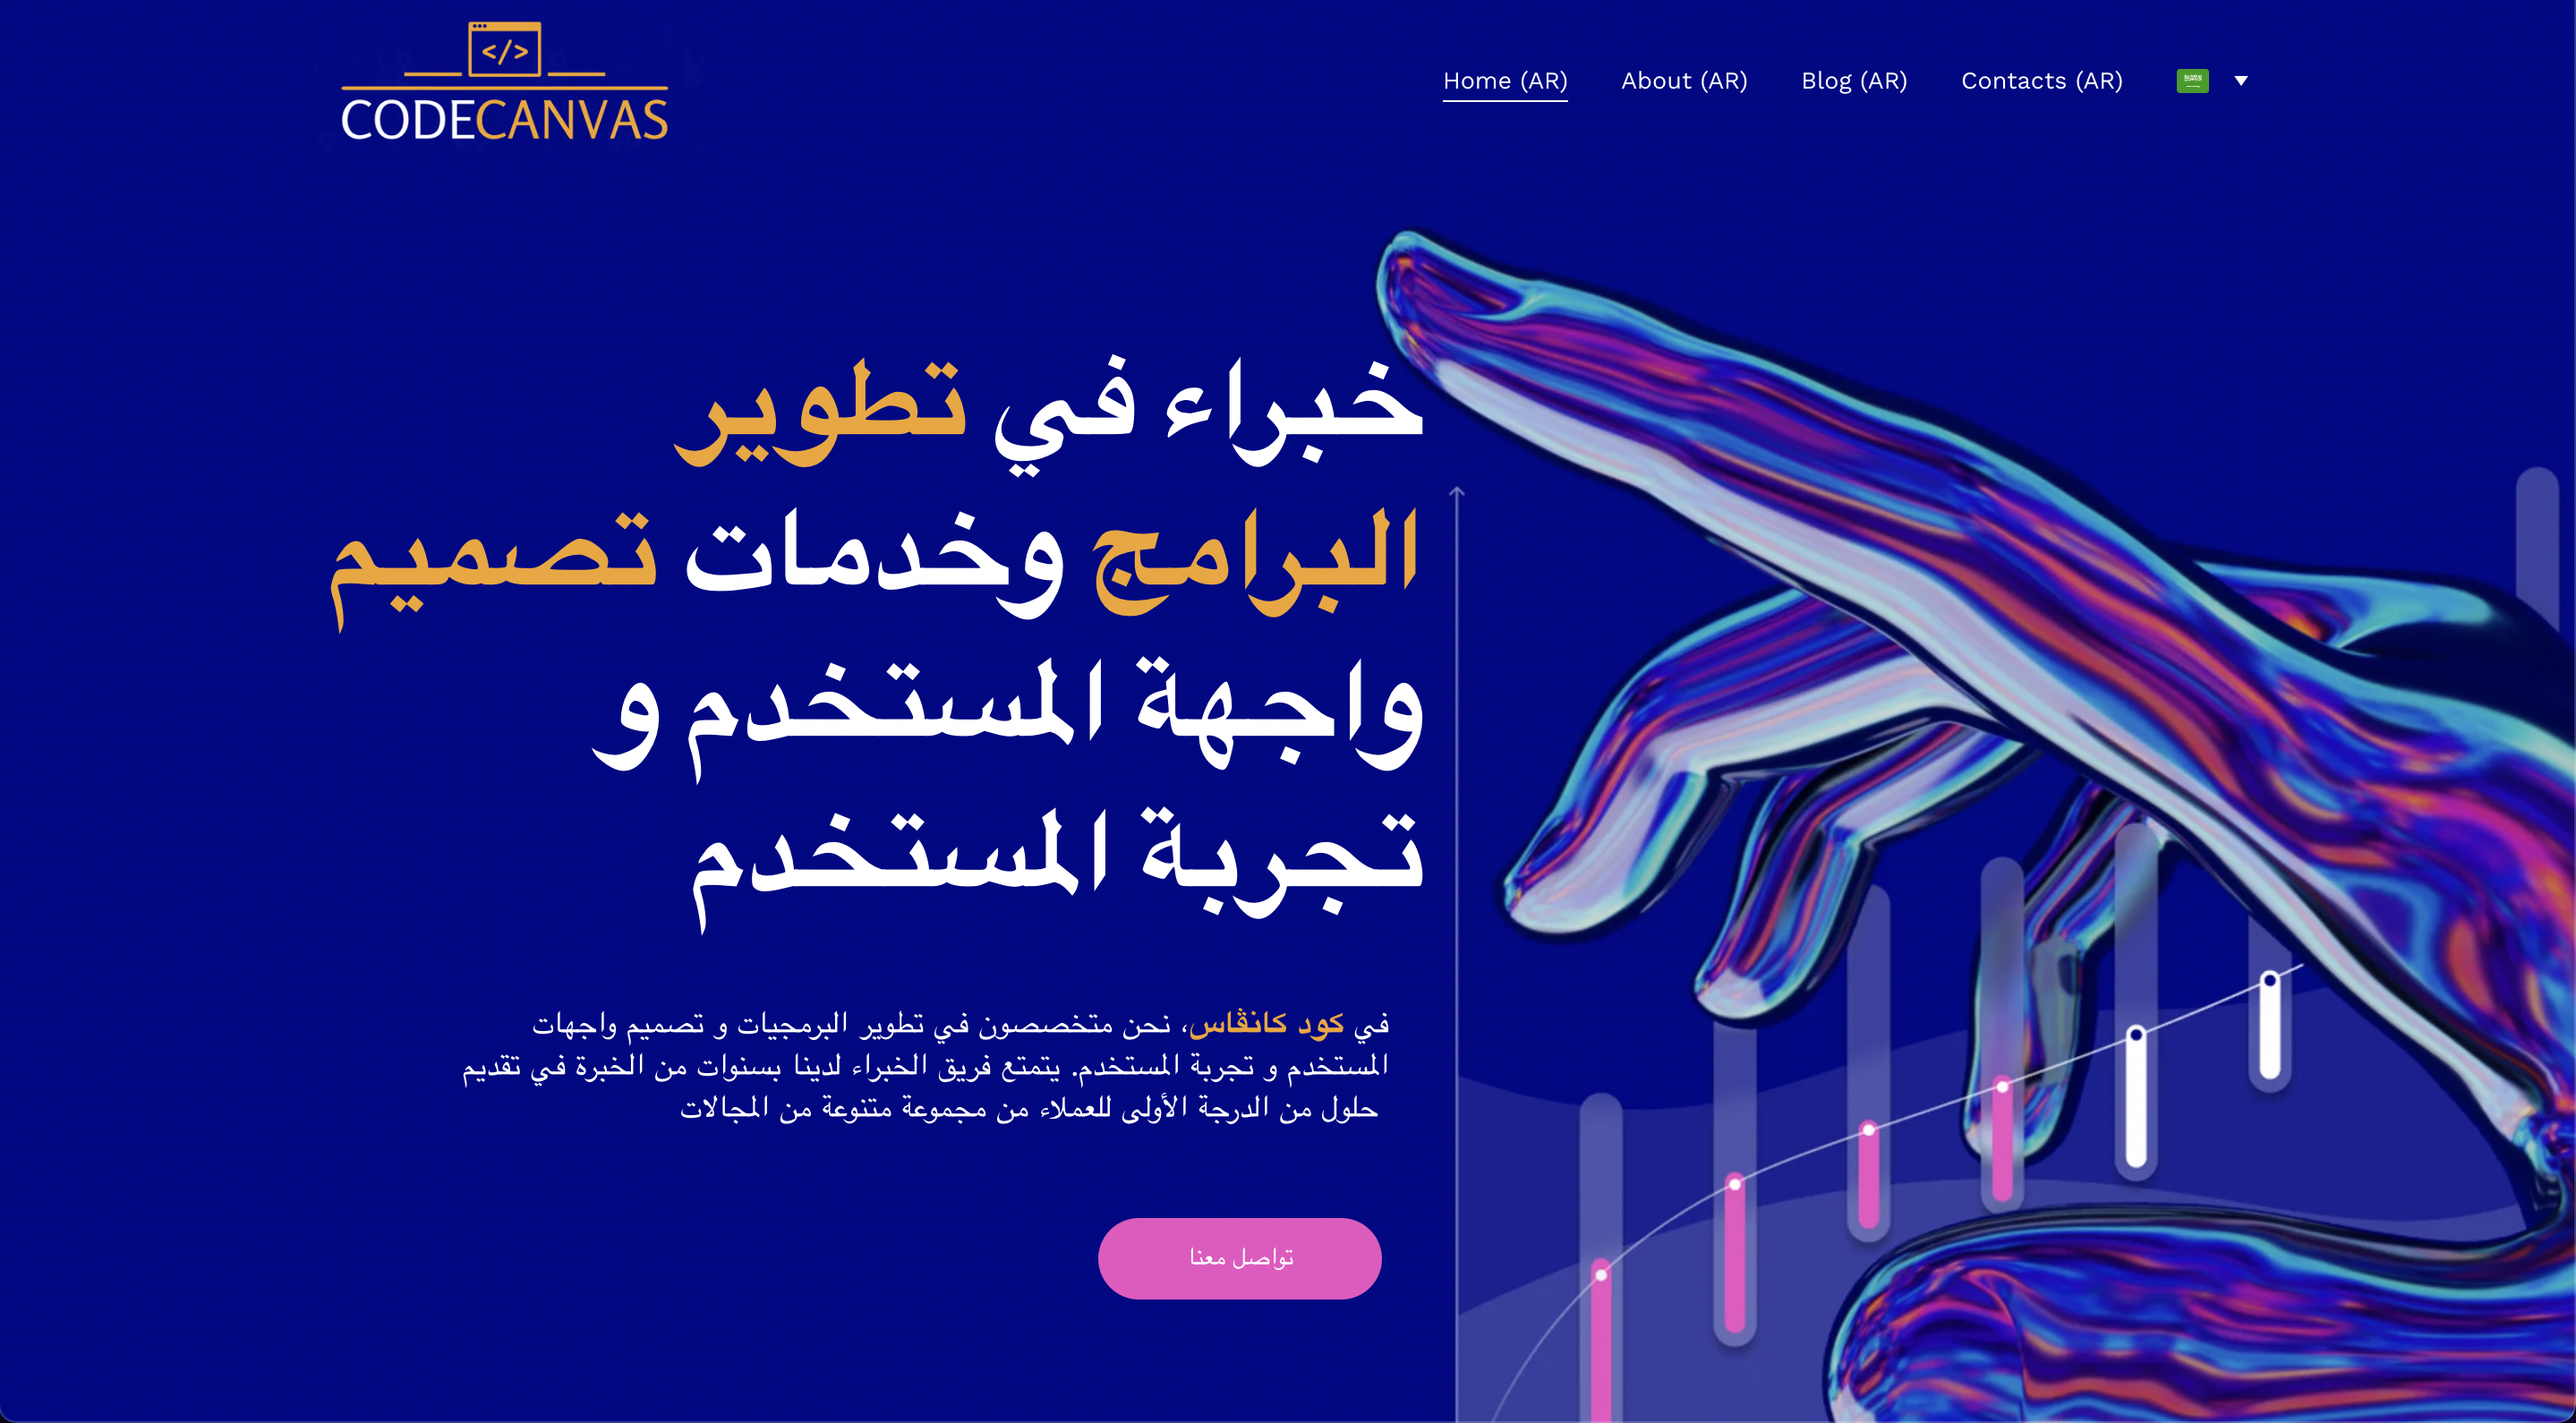 </>
CODECANVAS
Home (AR)
About (AR)
Blog (AR)
Contacts (AR)
خبراء في تطوير
البرامج وخدمات تصميم
واجهة المستخدم و
تجربة المستخدم
في كود كانڤاس، نحن متخصصون في تطوير البرمجيات و تصميم واجهات
المستخدم و تجربة المستخدم. يتمتع فريق الخبراء لدينا بسنوات من الخبرة في تقديم
حلول من الدرجة الأولى للعملاء من مجموعة متنوعة من المجالات
تواصل معنا